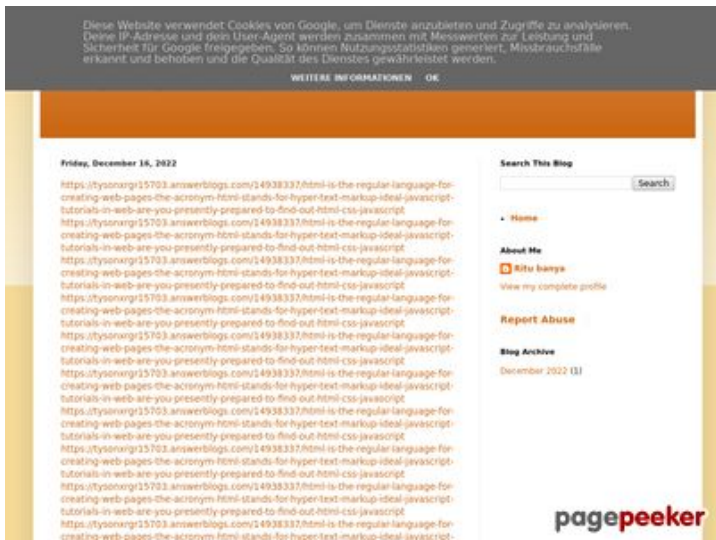 Diese Website verwendet Cookies von Google, um Dienste anzubieten und Zugriffe zu analysieren.
Deine IP-Adresse und dein User-Agent werden zusammen mit Messwerten zur Leistung und
Sicherheit für Google freigegeben. So können Nutzungsstatistiken generiert, Missbrauchsfälle
erkannt und behoben und die Qualität des Dienstes gewährleistet werden.
WEITERE INFORMATIONEN OK
Friday, December 16, 2022
https://tysonxrgr15703.answerblogs.com/14938337/html-is-the-regular-language-for-
creating-web-pages-the-acronym-html-stands-for-hyper-text-markup-ideal-javascript-
tutorials-in-web-are-you-presently-prepared-to-find-out-html-css-javascript
https://tysonxrgr15703.answerblogs.com/14938337/html-is-the-regular-language-for-
creating-web-pages-the-acronym-html-stands-for-hyper-text-markup-ideal-javascript-
tutorials-in-web-are-you-presently-prepared-to-find-out-html-css-javascript
https://tysonxrgr15703.answerblogs.com/14938337/html-is-the-regular-language-for-
creating-web-pages-the-acronym-html-stands-for-hyper-text-markup-ideal-javascript-
tutorials-in-web-are-you-presently-prepared-to-find-out-html-css-javascript
https://tysonxrgr15703.answerblogs.com/14938337/html-is-the-regular-language-for-
creating-web-pages-the-acronym-html-stands-for-hyper-text-markup-ideal-javascript-
tutorials-in-web-are-you-presently-prepared-to-find-out-html-css-javascript
https://tysonxrgr15703.answerblogs.com/14938337/html-is-the-regular-language-for-
creating-web-pages-the-acronym-html-stands-for-hyper-text-markup-ideal-javascript-
tutorials-in-web-are-you-presently-prepared-to-find-out-html-css-javascript
https://tysonxrgr15703.answerblogs.com/14938337/html-is-the-regular-language-for-
creating-web-pages-the-acronym-html-stands-for-hyper-text-markup-ideal-javascript-
tutorials-in-web-are-you-presently-prepared-to-find-out-html-css-javascript
https://tysonxrgr15703.answerblogs.com/14938337/html-is-the-regular-language-for-
creating-web-pages-the-acronym-html-stands-for-hyper-text-markup-ideal-javascript-
tutorials-in-web-are-you-presently-prepared-to-find-out-html-css-javascript
https://tysonxrgr15703.answerblogs.com/14938337/html-is-the-regular-language-for-
creating-web-pages-the-acronym-html-stands-for-hyper-text-markup-ideal-javascript-
tutorials-in-web-are-you-presently-prepared-to-find-out-html-css-javascript
https://tysonxrgr15703.answerblogs.com/14938337/html-is-the-regular-language-for-
creating-web-pages-the-acronym-html-stands-for-hyper-text-markup-ideal-javascript-
tutorials-in-web-are-you-presently-prepared-to-find-out-html-css-javascript
https://tysonxrgr15703.answerblogs.com/14938337/html-is-the-regular-language-for-
creating-web-pages-the-acronym-html-stands-for-hyper-text-markup-ideal-javascript-
Search This Blog
Search
Home
About Me
Ritu banya
View my complete profile
Report Abuse
Blog Archive
December 2022 (1)
pagepeeker